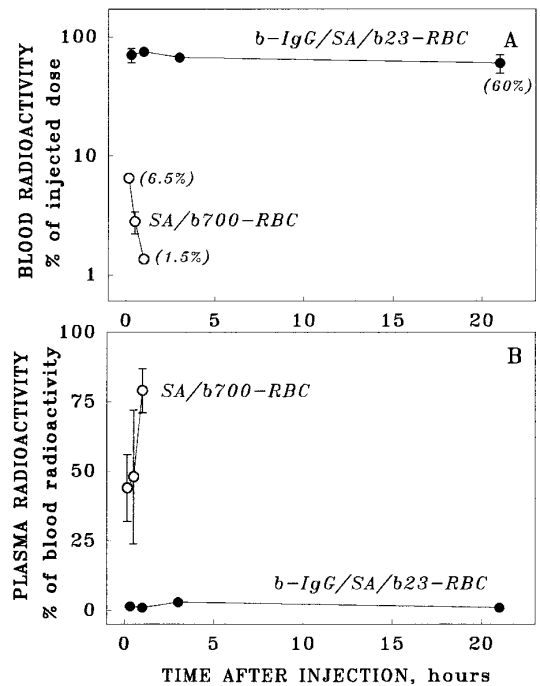 BLOOD RADIOACTIVITY
% of injected dose
100
10
1
A
b-IgG/SA/b23-RBC
(60%)
(6.5%)
SA/b700-RBC
(1.5%)
0 5 10 15 20
PLASMA RADIOACTIVITY
% of blood radioactivity
100
75
50
25
0
B
SA/b700-RBC
b-IgG/SA/b23-RBC
0 5 10 15 20
TIME AFTER INJECTION, hours